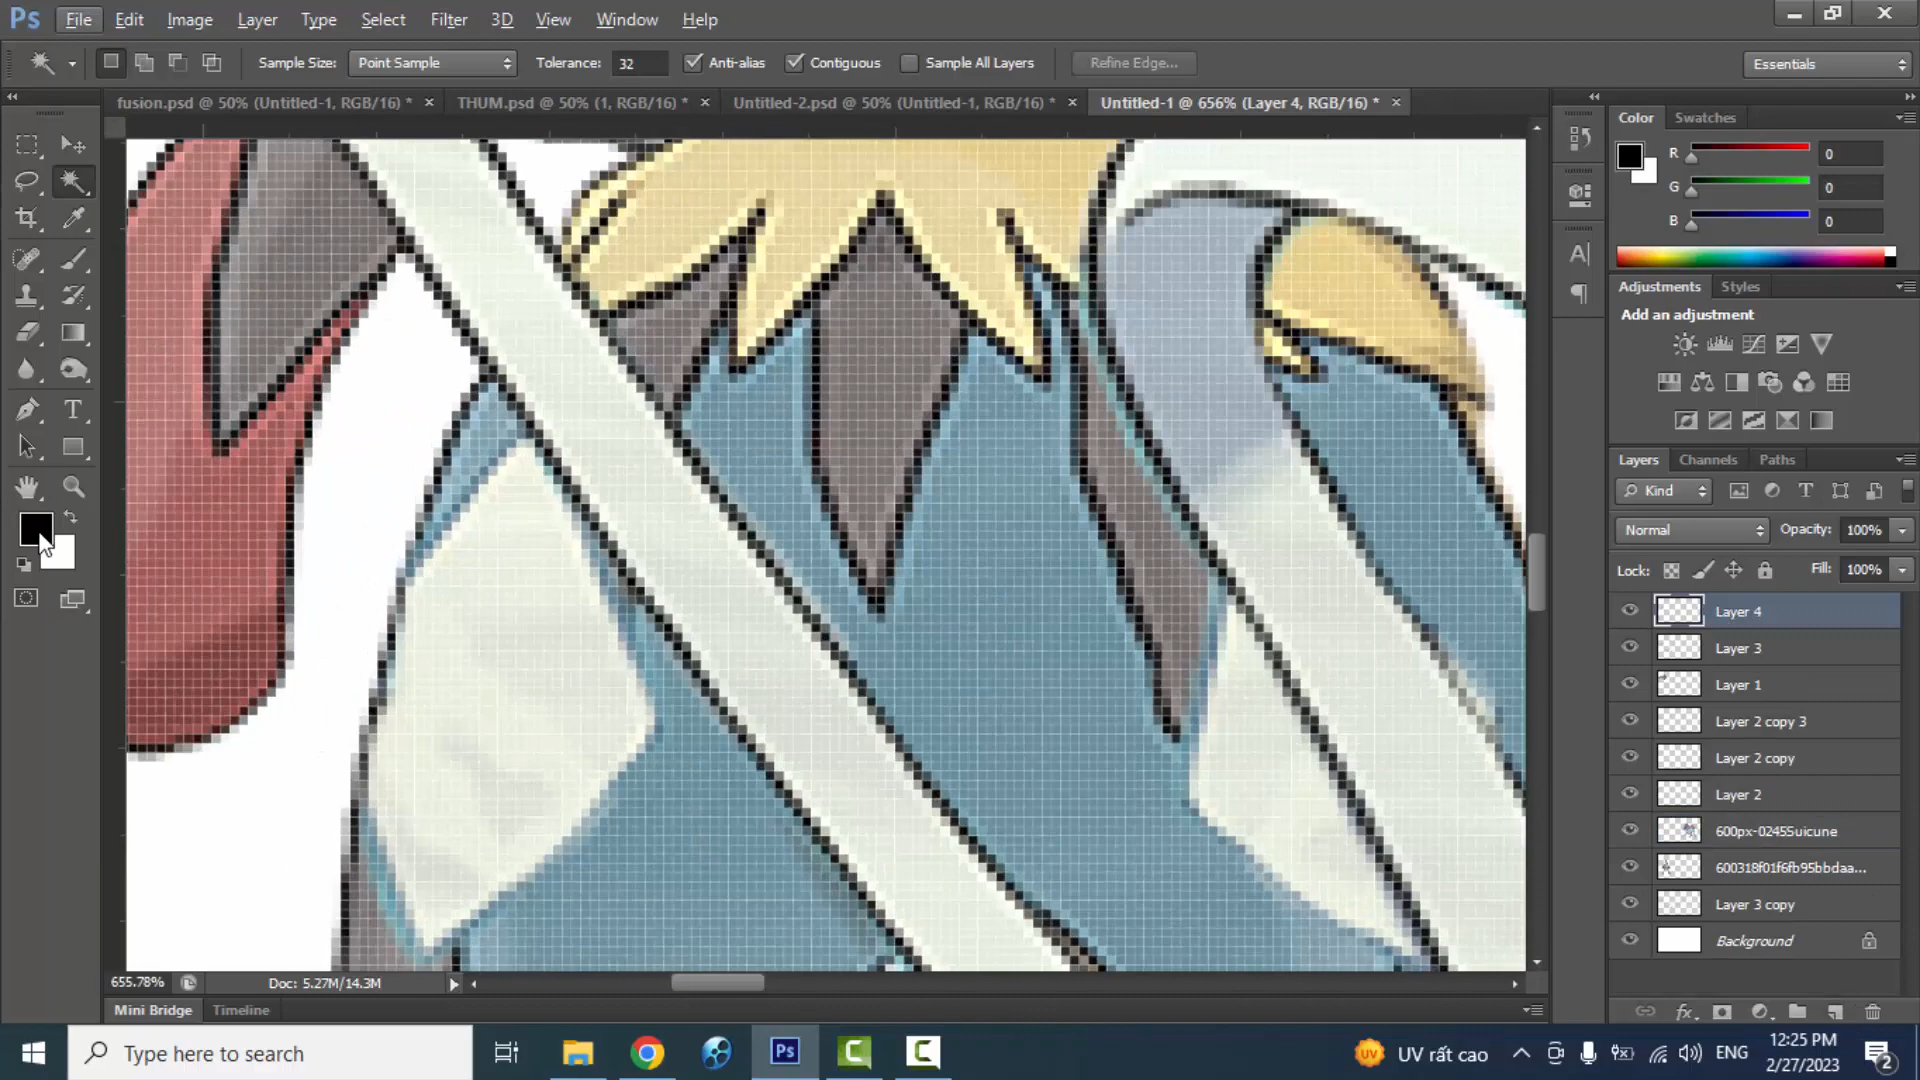 Ps File Edit Image Layer Type Select Filter 3D View Window Help
Sample Size: Point Sample Tolerance: 32 Anti-alias Contiguous Sample All Layers Refine Edge... Essentials
fusion.psd @ 50% (Untitled-1, RGB/16) * THUM.psd @ 50% (1, RGB/16) * Untitled-2.psd @ 50% (Untitled-1, RGB/16) * Untitled-1 @ 656% (Layer 4, RGB/16) *
Color Swatches
R 0
G 0
B 0
Adjustments Styles
Add an adjustment
Layers Channels Paths
Kind
Normal Opacity: 100%
Lock: Fill: 100%
Layer 4
Layer 3
Layer 1
Layer 2 copy 3
Layer 2 copy
Layer 2
600px-02455uicune
600318f01f6fb95bbdaa...
Layer 3 copy
Background
655.78% Doc: 5.27M/14.3M
Mini Bridge Timeline
Type here to search
UV rất cao ENG 12:25 PM
2/27/2023
2